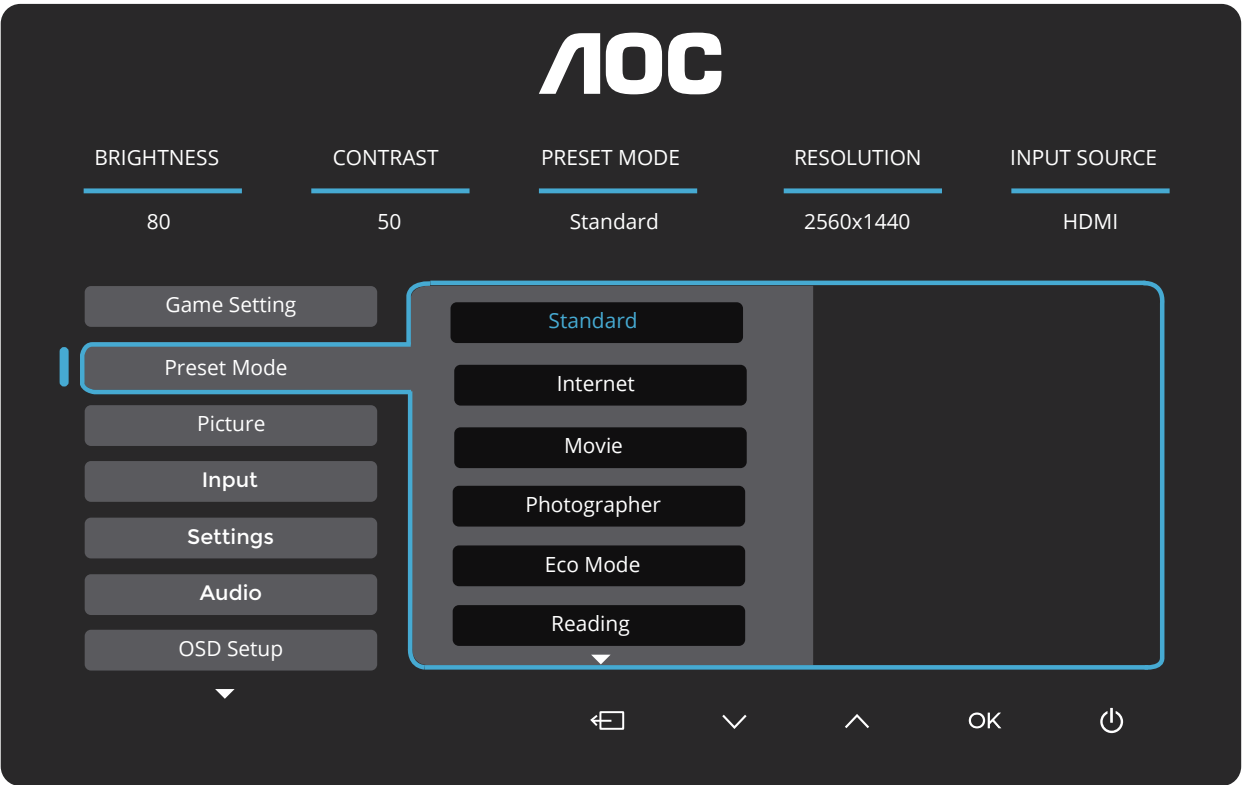 AOC
BRIGHTNESS CONTRAST PRESET MODE RESOLUTION INPUT SOURCE
80 50 Standard 2560x1440 HDMI
Game Setting
Preset Mode
Picture
Input
Settings
Audio
OSD Setup
Standard
Internet
Movie
Photographer
Eco Mode
Reading
OK